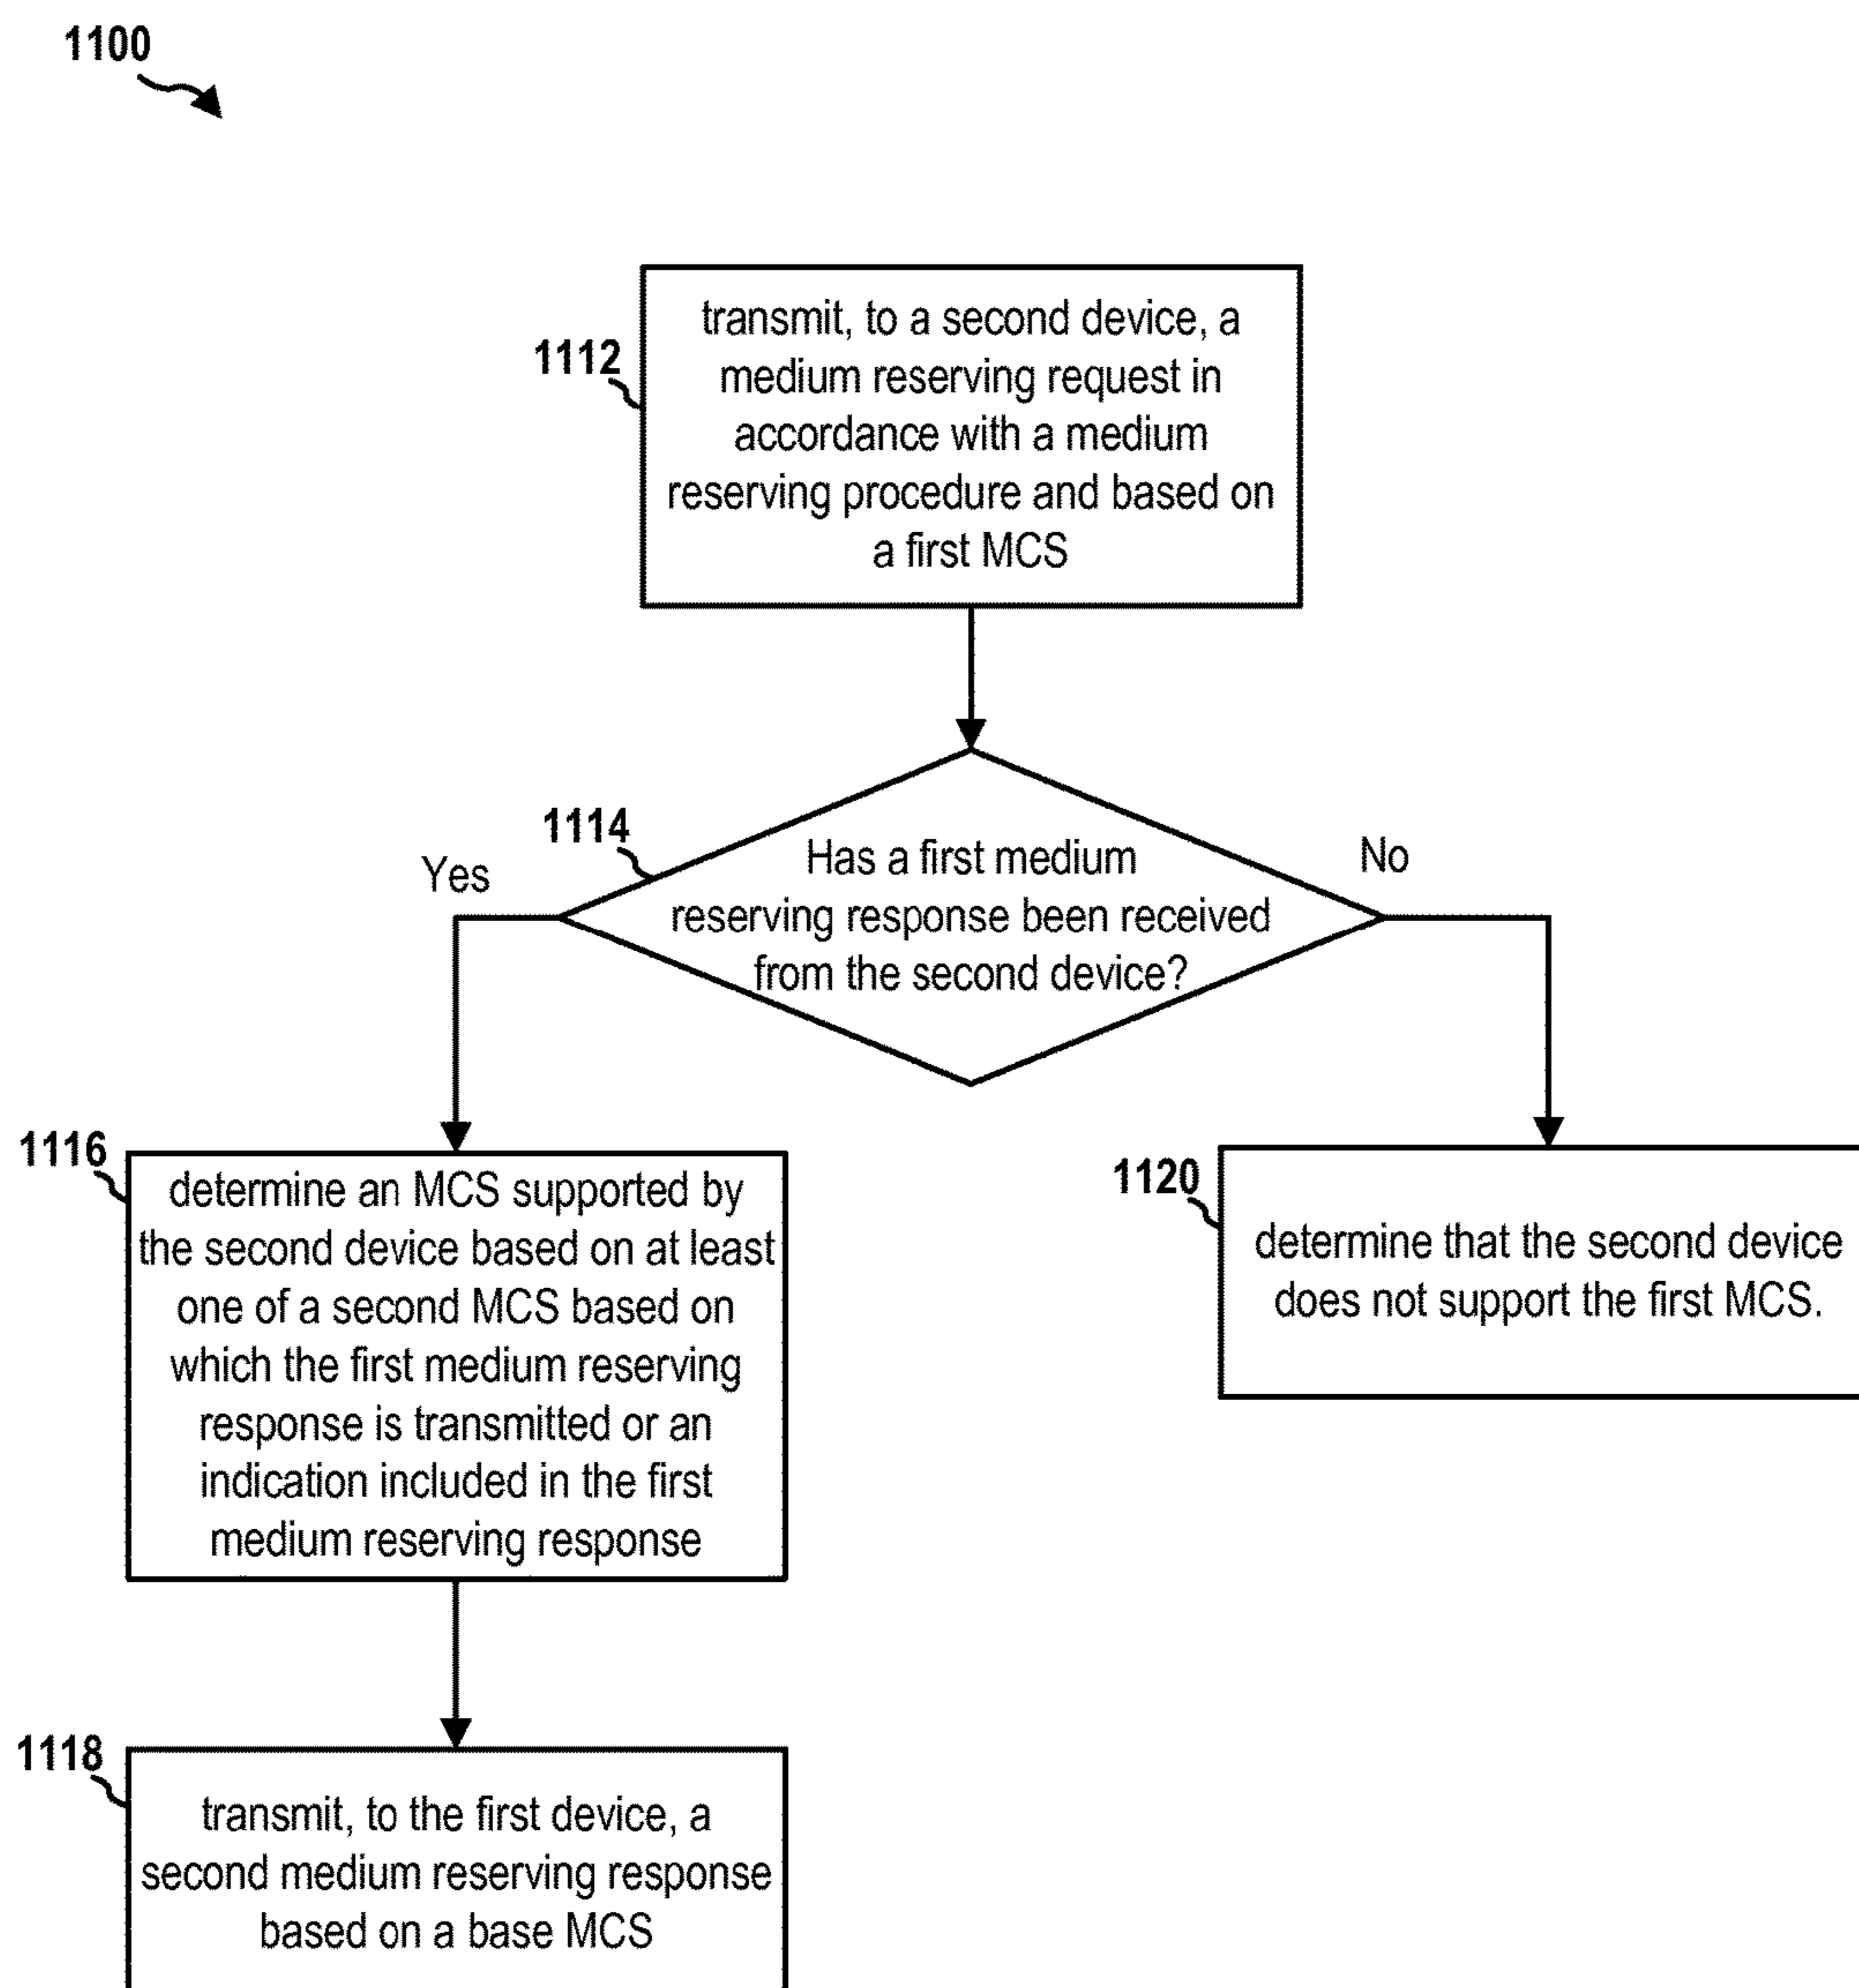 1100
1112
transmit, to a second device, a
medium reserving request in
accordance with a medium
reserving procedure and based on
a first MCS
1114
Yes
Has a first medium
reserving response been received
from the second device?
No
1116
determine an MCS supported by
the second device based on at least
one of a second MCS based on
which the first medium reserving
response is transmitted or an
indication included in the first
medium reserving response
1120
determine that the second device
does not support the first MCS.
1118
transmit, to the first device, a
second medium reserving response
based on a base MCS